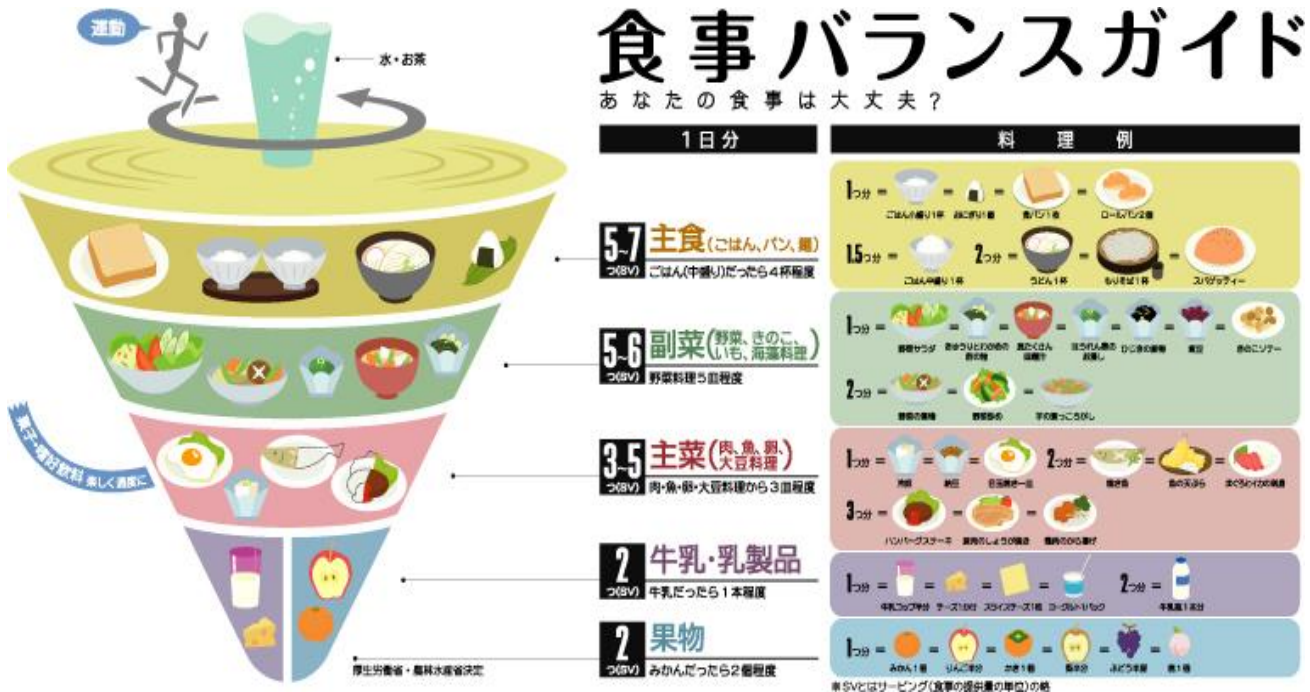 運動
水・お茶
食事バランスガイド
あなたの食事は大丈夫?
1日分
料理例
5~7
つ(SV)
主食(ごはん、パン、麺)
ごはん(中盛り)だったら4杯程度
1つ分 = ごはん小盛り1杯 = おにぎり1個 = 食パン1枚 = ロールパン2個
1.5つ分 = ごはん中盛り1杯 2つ分 = うどん1杯 = もりそば1杯 = スパゲッティー
5~6
つ(SV)
副菜(野菜、きのこ、いも、海藻料理)
野菜料理5皿程度
1つ分 = 野菜サラダ = きゅうりとわかめの酢の物 = 具たくさん味噌汁 = ほうれん草のお浸し = ひじきの煮物 = 煮豆 = きのこソテー
2つ分 = 野菜の煮物 = 野菜炒め = 芋の煮っころがし
菓子・嗜好飲料 楽しく適度に
3~5
つ(SV)
主菜(肉、魚、卵、大豆料理)
肉・魚・卵・大豆料理から3皿程度
1つ分 = 冷奴 = 納豆 = 目玉焼き一皿 2つ分 = 焼き魚 = 魚の天ぷら = まぐろとイカの刺身
3つ分 = ハンバーグステーキ = 豚肉のしょうが焼き = 鶏肉のから揚げ
2
つ(SV)
牛乳・乳製品
牛乳だったら1本程度
1つ分 = 牛乳コップ半分 = チーズ1かけ = スライスチーズ1枚 = ヨーグルト1パック 2つ分 = 牛乳瓶1本分
2
つ(SV)
果物
みかんだったら2個程度
1つ分 = みかん1個 = りんご半分 = かき1個 = 梨半分 = ぶどう半房 = 桃1個
厚生労働省・農林水産省決定
※SVとはサービング(食事の提供量の単位)の略